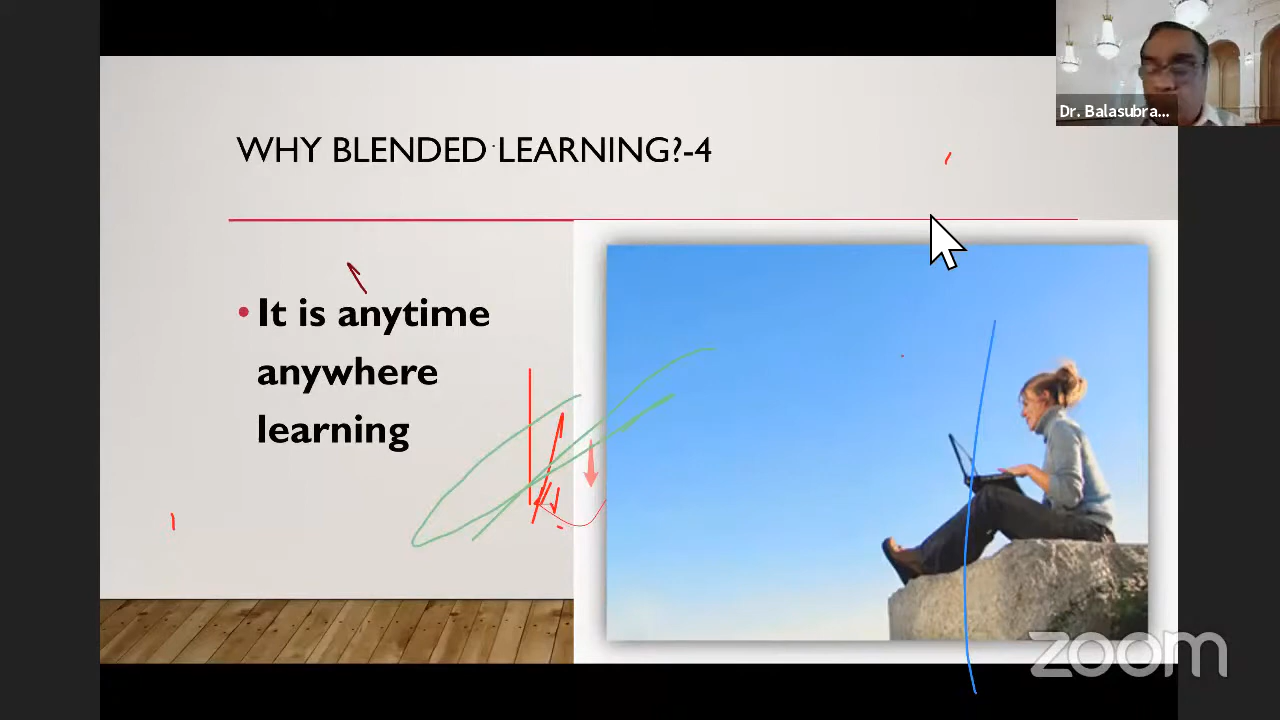 Dr. Balasubra...
WHY BLENDED LEARNING?-4
• It is anytime
anywhere
learning
zoom